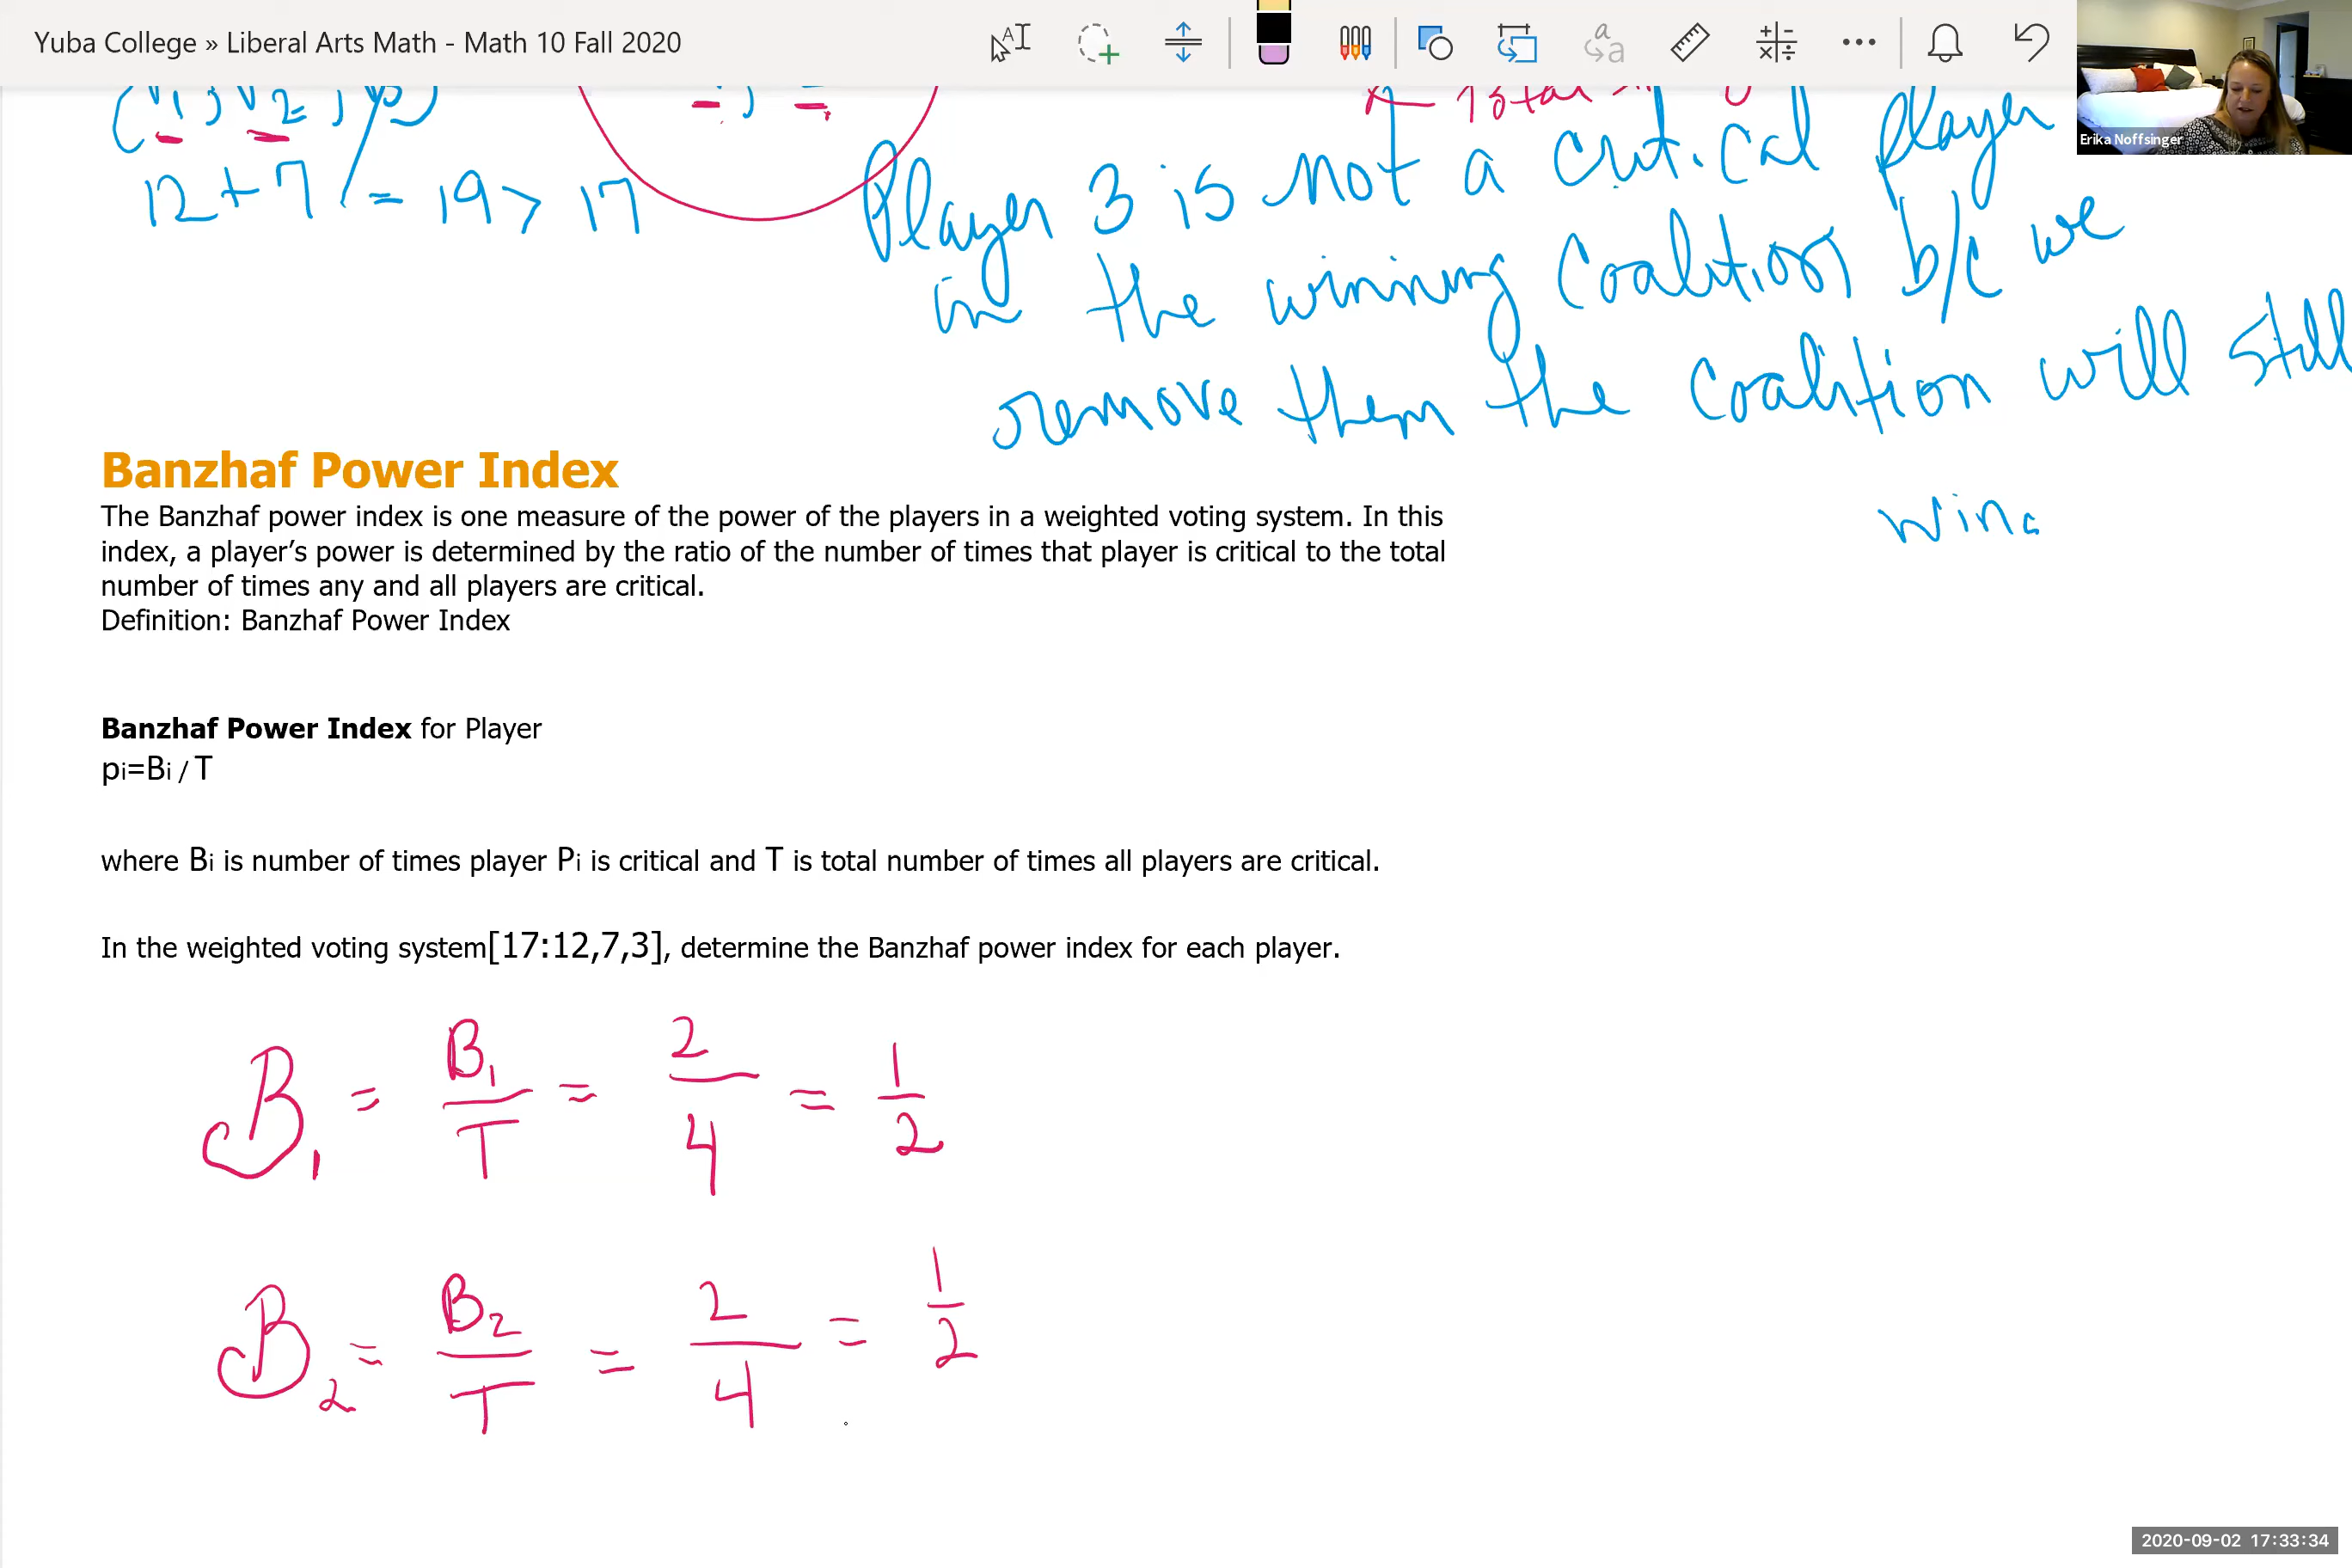 Yuba College » Liberal Arts Math - Math 10 Fall 2020
Erika Noffsinger
12 + 7 = 19 > 17
Player 3 is not a critical player
in the winning coalition b/c we
remove them the coalition will still
win.
Banzhaf Power Index
The Banzhaf power index is one measure of the power of the players in a weighted voting system. In this
index, a player's power is determined by the ratio of the number of times that player is critical to the total
number of times any and all players are critical.
Definition: Banzhaf Power Index
Banzhaf Power Index for Player
pi=Bi / T
where Bi is number of times player Pi is critical and T is total number of times all players are critical.
In the weighted voting system[17:12,7,3], determine the Banzhaf power index for each player.
B1 = B1/T = 2/4 = 1/2
B2 = B2/T = 2/4 = 1/2
2020-09-02 17:33:34